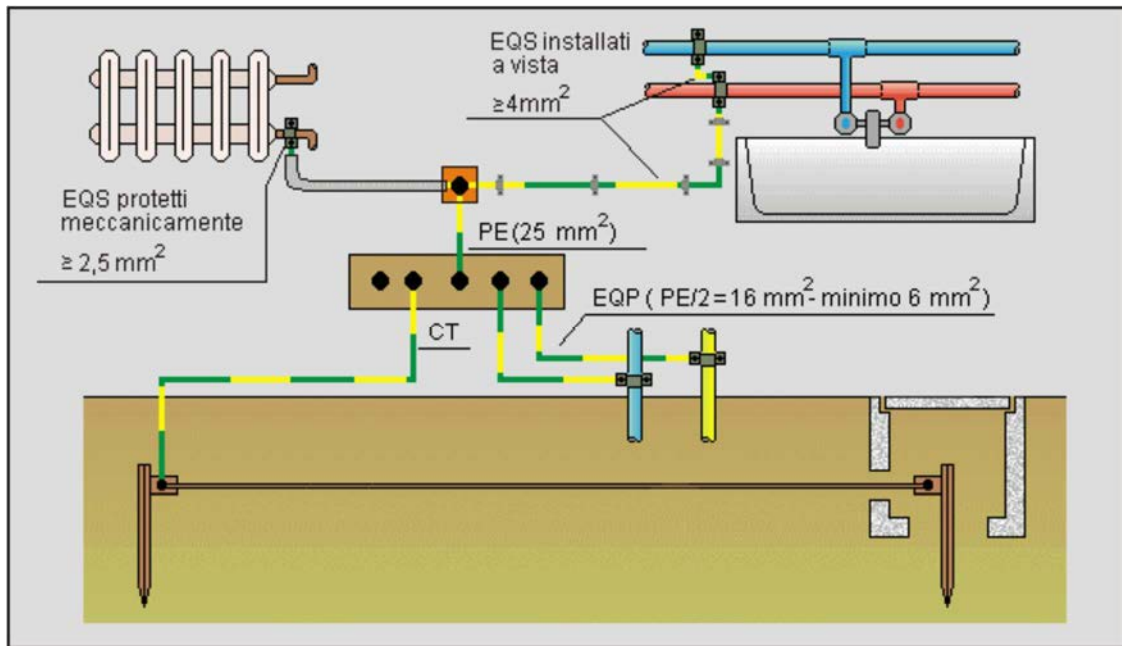 EQS installati
a vista
≥4mm²
EQS protetti
meccanicamente
≥ 2,5 mm²
PE (25 mm²)
EQP ( PE/2 = 16 mm² - minimo 6 mm²)
CT